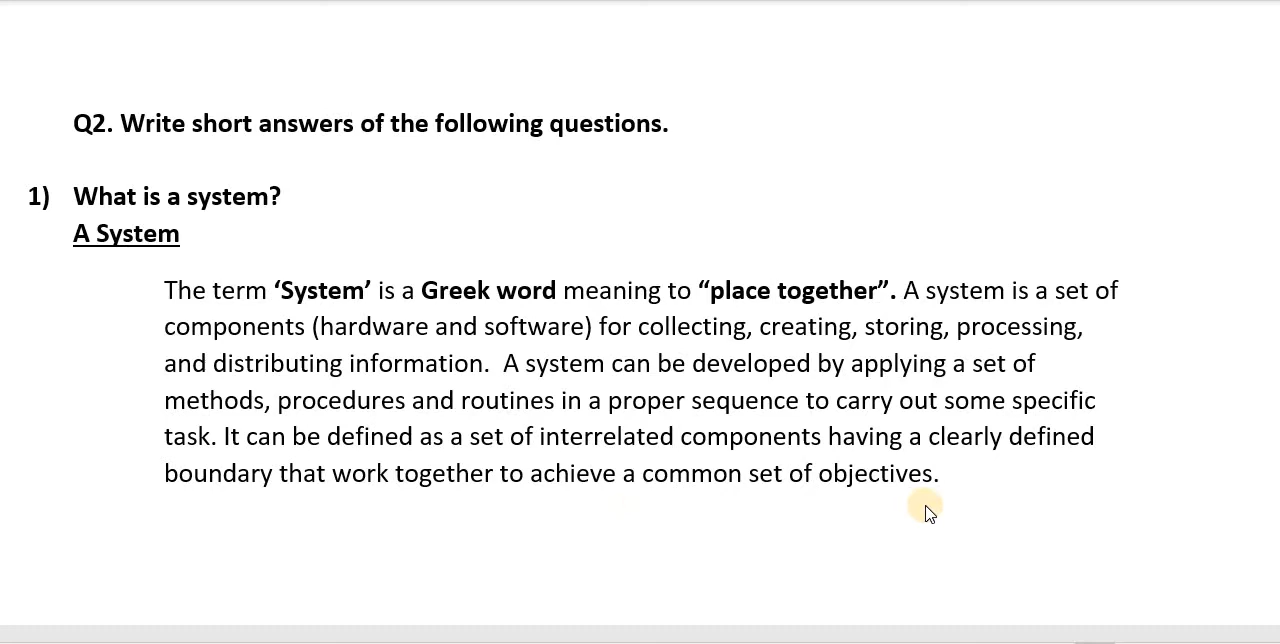 Q2. Write short answers of the following questions.
1) What is a system?
A System
The term ‘System’ is a Greek word meaning to “place together”. A system is a set of
components (hardware and software) for collecting, creating, storing, processing,
and distributing information.  A system can be developed by applying a set of
methods, procedures and routines in a proper sequence to carry out some specific
task. It can be defined as a set of interrelated components having a clearly defined
boundary that work together to achieve a common set of objectives.